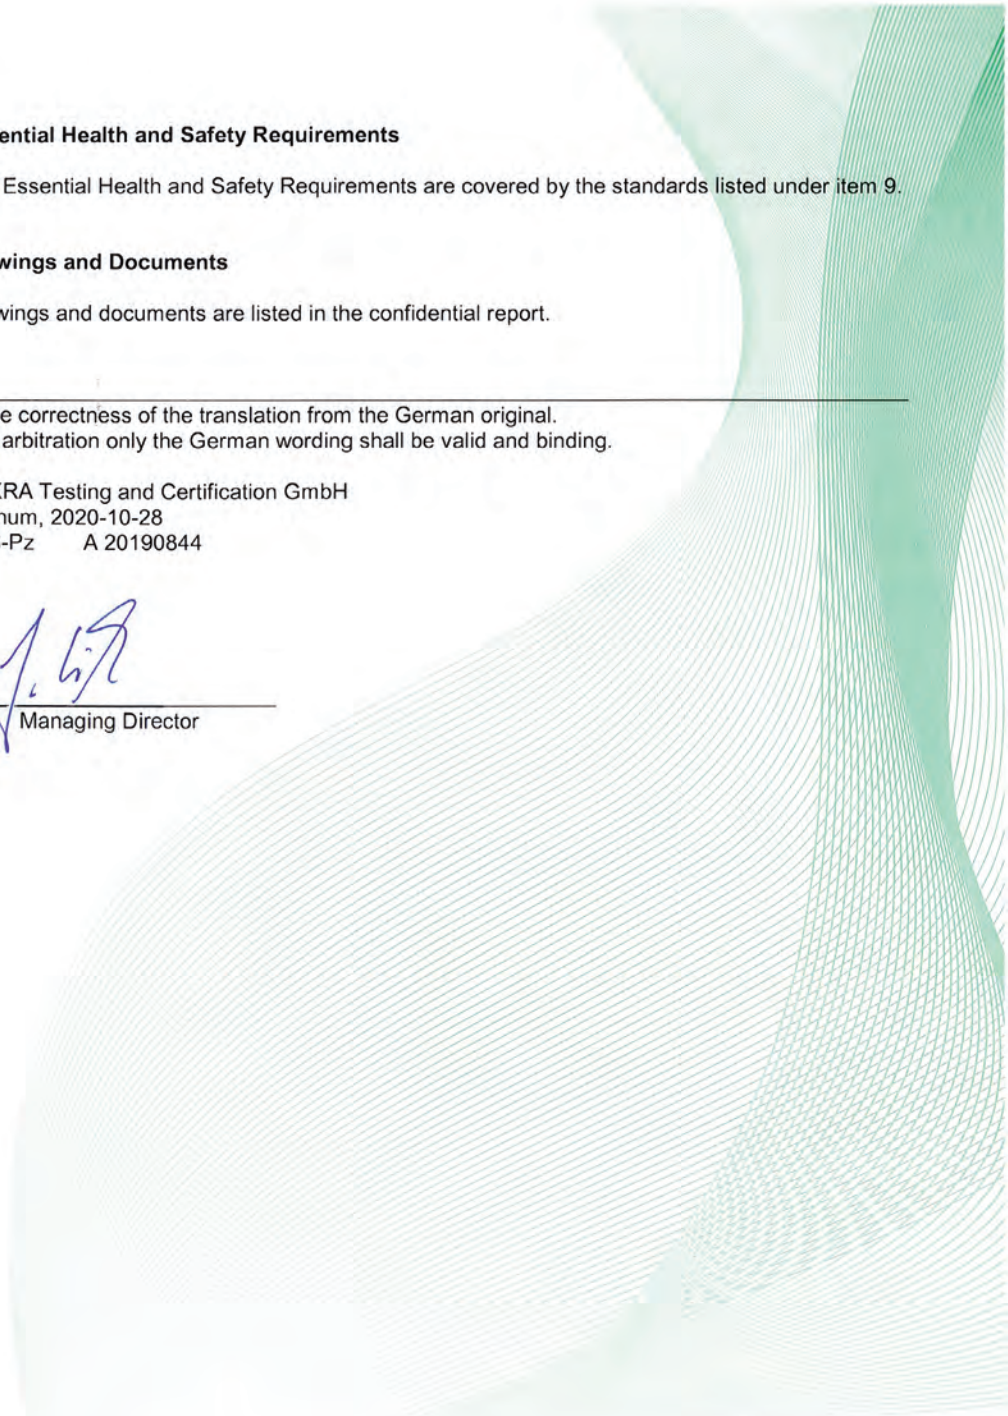 ential Health and Safety Requirements
Essential Health and Safety Requirements are covered by the standards listed under item 9.
wings and Documents
wings and documents are listed in the confidential report.
e correctness of the translation from the German original.
arbitration only the German wording shall be valid and binding.
KRA Testing and Certification GmbH
hum, 2020-10-28
-Pz A 20190844
Managing Director